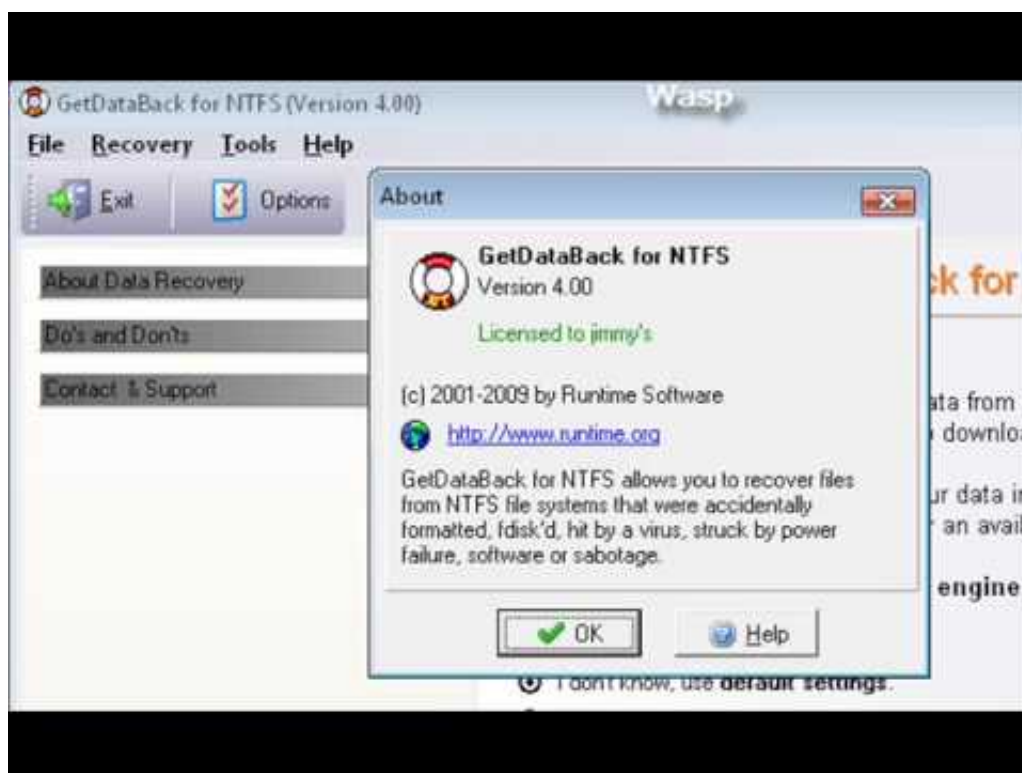 GetDataBack for NTFS (Version 4.00)
Wasp
File Recovery Tools Help
Exit Options
About
GetDataBack for NTFS
Version 4.00
Licensed to jimmy's
(c) 2001-2009 by Runtime Software
http://www.runtime.org
GetDataBack for NTFS allows you to recover files
from NTFS file systems that were accidentally
formatted, fdisk'd, hit by a virus, struck by power
failure, software or sabotage.
OK Help
About Data Recovery
Do's and Don'ts
Contact & Support
ck for
ata from
downloa
ur data in
an avail
engine
I don't know, use default settings.